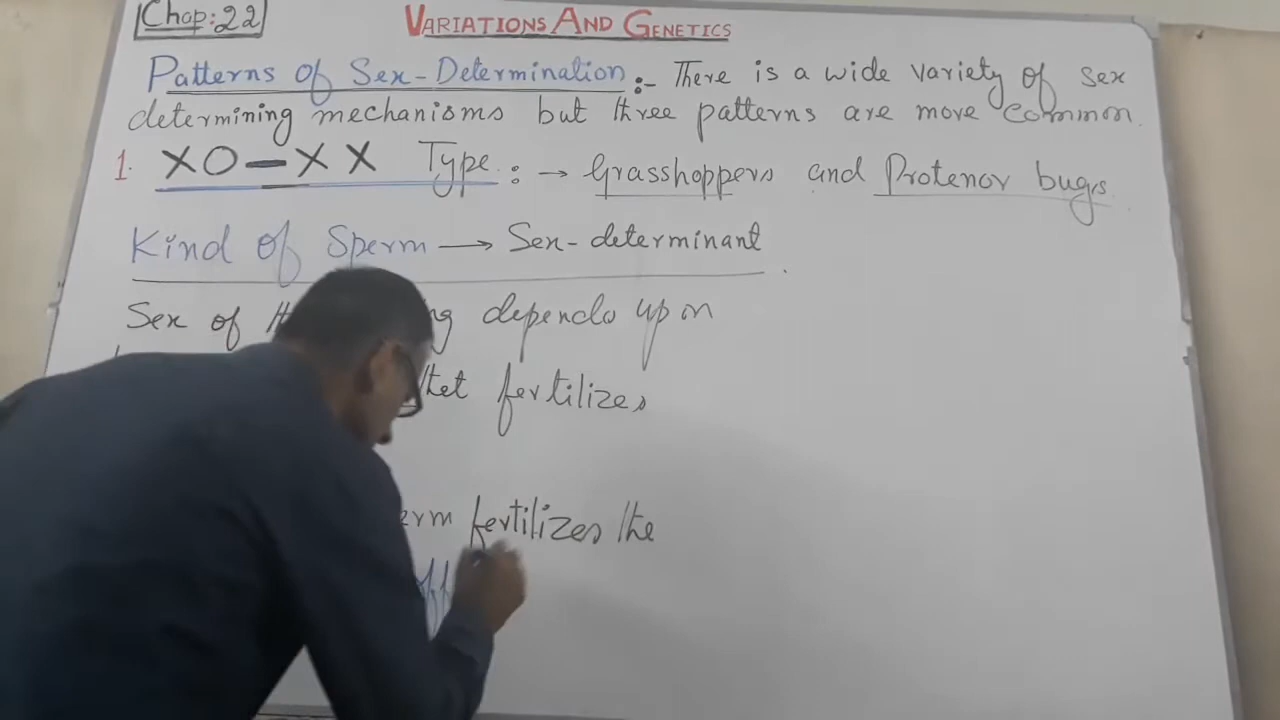 Chap:22
VARIATIONS AND GENETICS
Patterns of Sex-Determination :- There is a wide variety of sex
determining mechanisms but three patterns are more common.
1. XO-XX Type : → Grasshoppers and Protenor bugs
Kind of Sperm → Sex-determinant
Sex of depends upon
fertilizes
fertilizes the